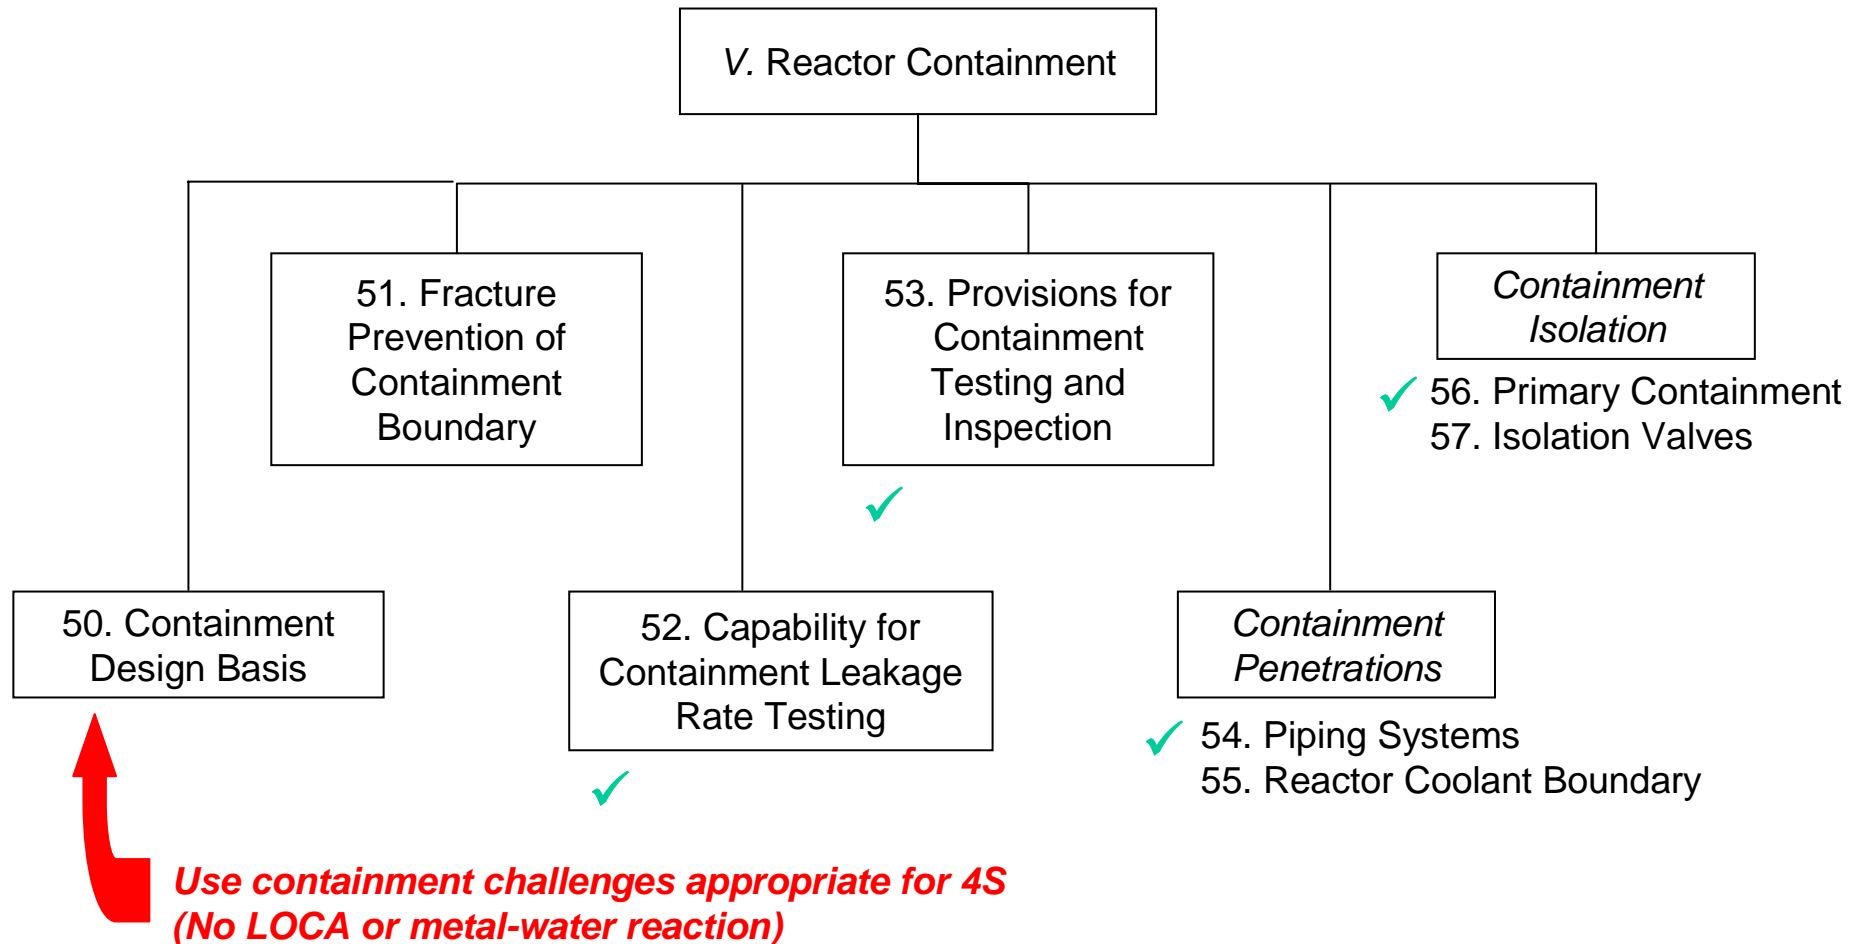 V. Reactor Containment
51. Fracture
Prevention of
Containment
Boundary
53. Provisions for
Containment
Testing and
Inspection
Containment
Isolation
✓ 56. Primary Containment
57. Isolation Valves
✓
50. Containment
Design Basis
52. Capability for
Containment Leakage
Rate Testing
✓
Containment
Penetrations
✓ 54. Piping Systems
55. Reactor Coolant Boundary
Use containment challenges appropriate for 4S
(No LOCA or metal-water reaction)